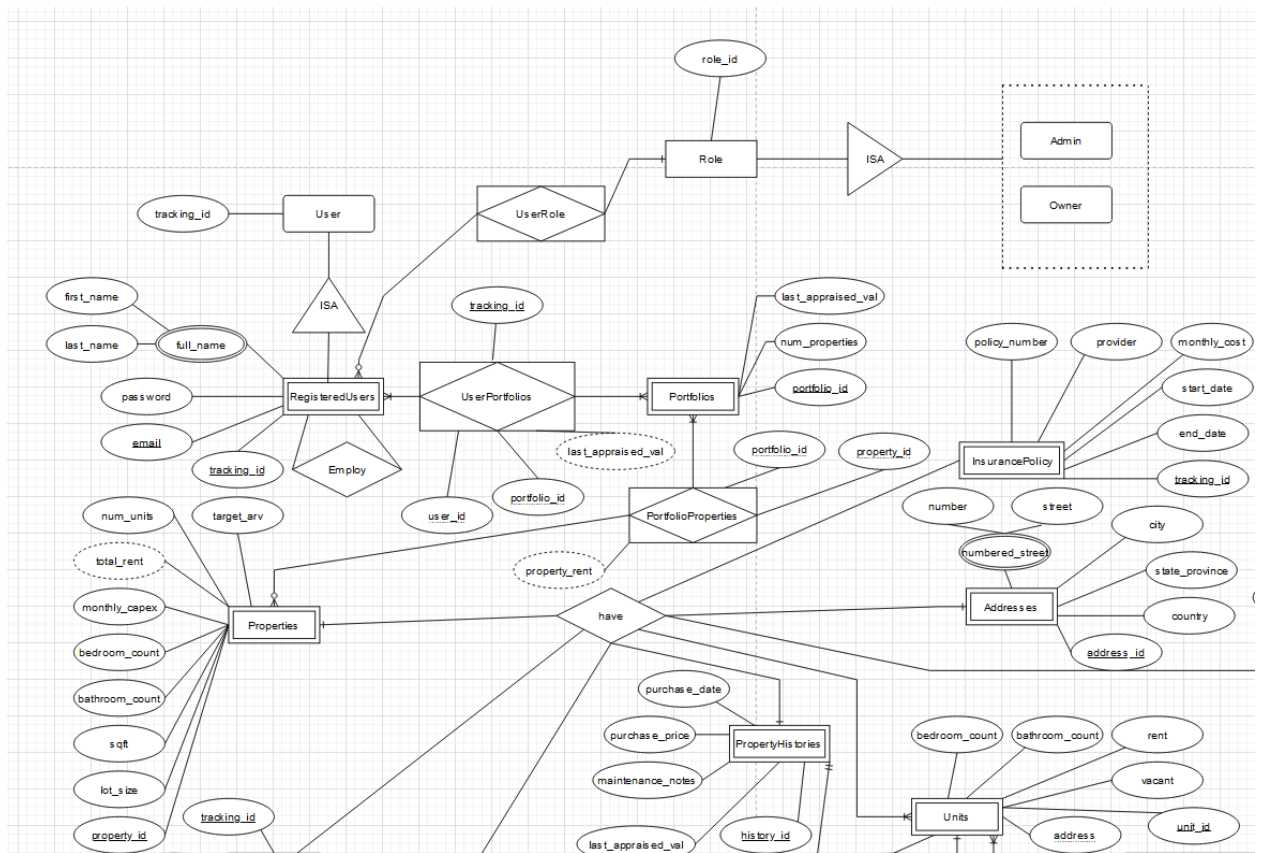 role_id
Role
ISA
Admin
Owner
tracking_id
User
UserRole
first_name
last_name
full_name
ISA
password
email
tracking_id
RegisteredUsers
Employ
tracking_id
UserPortfolios
user_id
portfolio_id
last_appraised_val
Portfolios
last_appraised_val
num_properties
portfolio_id
portfolio_id
property_id
PortfolioProperties
property_rent
policy_number
provider
monthly_cost
start_date
end_date
tracking_id
InsurancePolicy
number
street
numbered_street
city
state_province
country
address_id
Addresses
num_units
target_arv
total_rent
monthly_capex
bedroom_count
bathroom_count
sqft
lot_size
property_id
Properties
have
tracking_id
purchase_date
purchase_price
maintenance_notes
last_appraised_val
history_id
PropertyHistories
bedroom_count
bathroom_count
rent
vacant
unit_id
address
Units